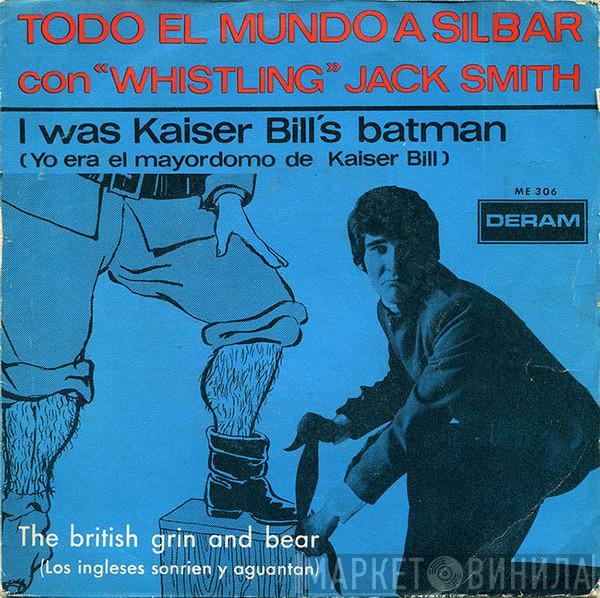 TODO EL MUNDO A SILBAR
con “WHISTLING” JACK SMITH
I was Kaiser Bill's batman
(Yo era el mayordomo de Kaiser Bill)
ME 306
DERAM
The british grin and bear
(Los ingleses sonrien y aguantan)
МАРКЕТ ВИНИЛА